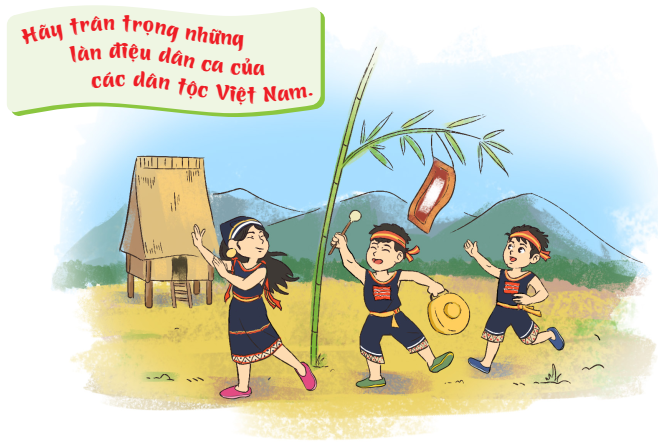 Hãy trân trọng những
làn điệu dân ca của
các dân tộc Việt Nam.